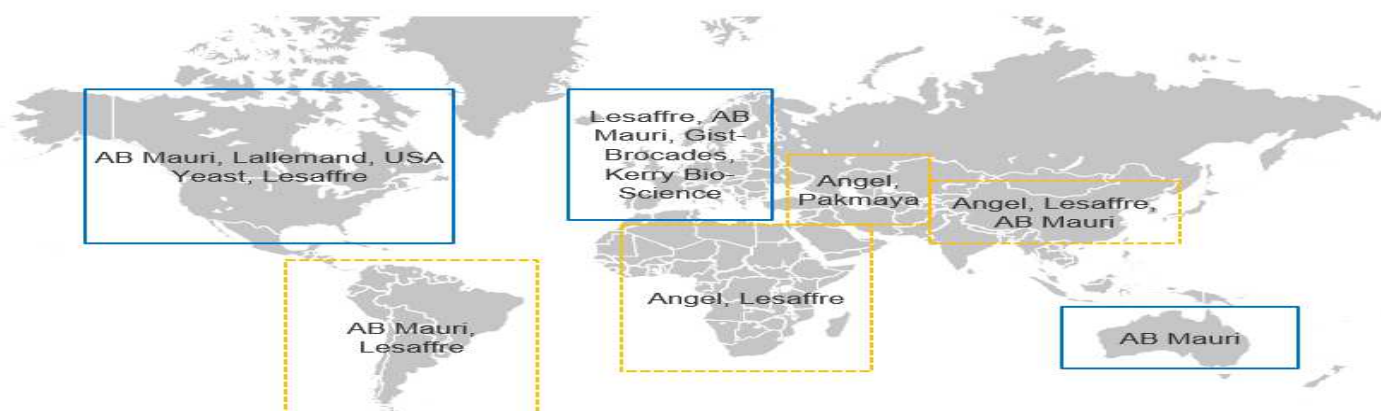 AB Mauri, Lallemand, USA
Yeast, Lesaffre
Lesaffre, AB
Mauri, Gist-
Brocades,
Kerry Bio-
Science
Angel,
Pakmaya
Angel, Lesaffre,
AB Mauri
Angel, Lesaffre
AB Mauri,
Lesaffre
AB Mauri